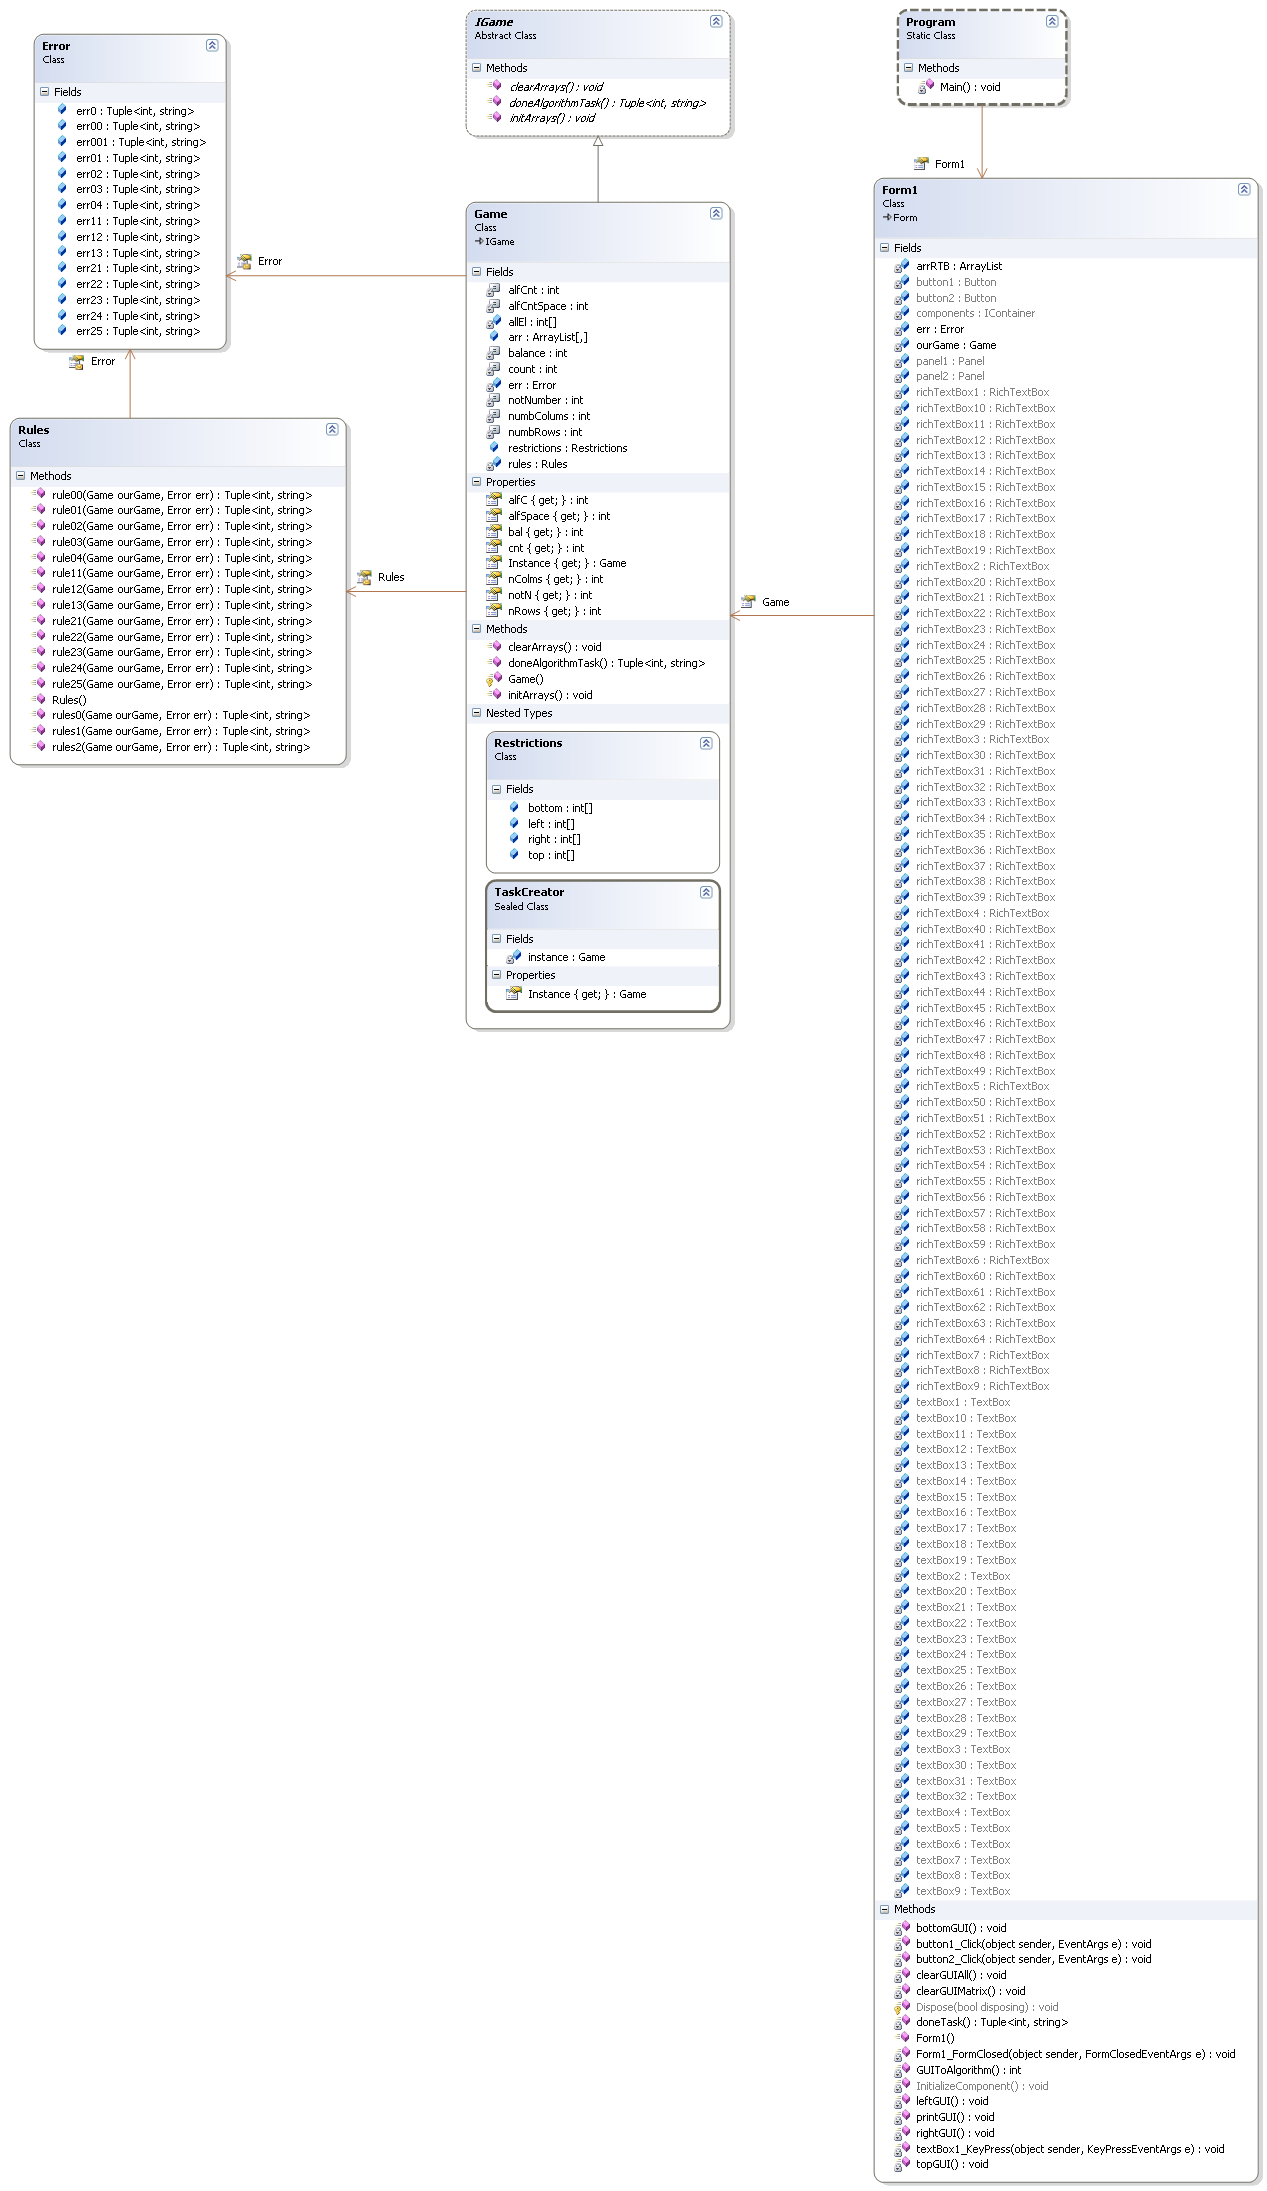 Error
Class
Fields
err0 : Tuple<int, string>
err00 : Tuple<int, string>
err001 : Tuple<int, string>
err01 : Tuple<int, string>
err02 : Tuple<int, string>
err03 : Tuple<int, string>
err04 : Tuple<int, string>
err11 : Tuple<int, string>
err12 : Tuple<int, string>
err13 : Tuple<int, string>
err21 : Tuple<int, string>
err22 : Tuple<int, string>
err23 : Tuple<int, string>
err24 : Tuple<int, string>
err25 : Tuple<int, string>
Error
Error
Rules
Class
Methods
rule00(Game ourGame, Error err) : Tuple<int, string>
rule01(Game ourGame, Error err) : Tuple<int, string>
rule02(Game ourGame, Error err) : Tuple<int, string>
rule03(Game ourGame, Error err) : Tuple<int, string>
rule04(Game ourGame, Error err) : Tuple<int, string>
rule11(Game ourGame, Error err) : Tuple<int, string>
rule12(Game ourGame, Error err) : Tuple<int, string>
rule13(Game ourGame, Error err) : Tuple<int, string>
rule21(Game ourGame, Error err) : Tuple<int, string>
rule22(Game ourGame, Error err) : Tuple<int, string>
rule23(Game ourGame, Error err) : Tuple<int, string>
rule24(Game ourGame, Error err) : Tuple<int, string>
rule25(Game ourGame, Error err) : Tuple<int, string>
Rules()
rules0(Game ourGame, Error err) : Tuple<int, string>
rules1(Game ourGame, Error err) : Tuple<int, string>
rules2(Game ourGame, Error err) : Tuple<int, string>
Rules
IGame
Abstract Class
Methods
clearArrays() : void
doneAlgorithmTask() : Tuple<int, string>
initArrays() : void
Game
Class
IGame
Fields
alfCnt : int
alfCntSpace : int
allEl : int[]
arr : ArrayList[,]
balance : int
count : int
err : Error
notNumber : int
numbColums : int
numbRows : int
restrictions : Restrictions
rules : Rules
Properties
alfC { get; } : int
alfSpace { get; } : int
bal { get; } : int
cnt { get; } : int
Instance { get; } : Game
nColms { get; } : int
notN { get; } : int
nRows { get; } : int
Methods
clearArrays() : void
doneAlgorithmTask() : Tuple<int, string>
Game()
initArrays() : void
Nested Types
Restrictions
Class
Fields
bottom : int[]
left : int[]
right : int[]
top : int[]
TaskCreator
Sealed Class
Fields
instance : Game
Properties
Instance { get; } : Game
Game
Program
Static Class
Methods
Main() : void
Form1
Form1
Class
Form
Fields
arrRTB : ArrayList
button1 : Button
button2 : Button
components : IContainer
err : Error
ourGame : Game
panel1 : Panel
panel2 : Panel
richTextBox1 : RichTextBox
richTextBox10 : RichTextBox
richTextBox11 : RichTextBox
richTextBox12 : RichTextBox
richTextBox13 : RichTextBox
richTextBox14 : RichTextBox
richTextBox15 : RichTextBox
richTextBox16 : RichTextBox
richTextBox17 : RichTextBox
richTextBox18 : RichTextBox
richTextBox19 : RichTextBox
richTextBox2 : RichTextBox
richTextBox20 : RichTextBox
richTextBox21 : RichTextBox
richTextBox22 : RichTextBox
richTextBox23 : RichTextBox
richTextBox24 : RichTextBox
richTextBox25 : RichTextBox
richTextBox26 : RichTextBox
richTextBox27 : RichTextBox
richTextBox28 : RichTextBox
richTextBox29 : RichTextBox
richTextBox3 : RichTextBox
richTextBox30 : RichTextBox
richTextBox31 : RichTextBox
richTextBox32 : RichTextBox
richTextBox33 : RichTextBox
richTextBox34 : RichTextBox
richTextBox35 : RichTextBox
richTextBox36 : RichTextBox
richTextBox37 : RichTextBox
richTextBox38 : RichTextBox
richTextBox39 : RichTextBox
richTextBox4 : RichTextBox
richTextBox40 : RichTextBox
richTextBox41 : RichTextBox
richTextBox42 : RichTextBox
richTextBox43 : RichTextBox
richTextBox44 : RichTextBox
richTextBox45 : RichTextBox
richTextBox46 : RichTextBox
richTextBox47 : RichTextBox
richTextBox48 : RichTextBox
richTextBox49 : RichTextBox
richTextBox5 : RichTextBox
richTextBox50 : RichTextBox
richTextBox51 : RichTextBox
richTextBox52 : RichTextBox
richTextBox53 : RichTextBox
richTextBox54 : RichTextBox
richTextBox55 : RichTextBox
richTextBox56 : RichTextBox
richTextBox57 : RichTextBox
richTextBox58 : RichTextBox
richTextBox59 : RichTextBox
richTextBox6 : RichTextBox
richTextBox60 : RichTextBox
richTextBox61 : RichTextBox
richTextBox62 : RichTextBox
richTextBox63 : RichTextBox
richTextBox64 : RichTextBox
richTextBox7 : RichTextBox
richTextBox8 : RichTextBox
richTextBox9 : RichTextBox
textBox1 : TextBox
textBox10 : TextBox
textBox11 : TextBox
textBox12 : TextBox
textBox13 : TextBox
textBox14 : TextBox
textBox15 : TextBox
textBox16 : TextBox
textBox17 : TextBox
textBox18 : TextBox
textBox19 : TextBox
textBox2 : TextBox
textBox20 : TextBox
textBox21 : TextBox
textBox22 : TextBox
textBox23 : TextBox
textBox24 : TextBox
textBox25 : TextBox
textBox26 : TextBox
textBox27 : TextBox
textBox28 : TextBox
textBox29 : TextBox
textBox3 : TextBox
textBox30 : TextBox
textBox31 : TextBox
textBox32 : TextBox
textBox4 : TextBox
textBox5 : TextBox
textBox6 : TextBox
textBox7 : TextBox
textBox8 : TextBox
textBox9 : TextBox
Methods
bottomGUI() : void
button1_Click(object sender, EventArgs e) : void
button2_Click(object sender, EventArgs e) : void
clearGUIAll() : void
clearGUIMatrix() : void
Dispose(bool disposing) : void
doneTask() : Tuple<int, string>
Form1()
Form1_FormClosed(object sender, FormClosedEventArgs e) : void
GUIToAlgorithm() : int
InitializeComponent() : void
leftGUI() : void
printGUI() : void
rightGUI() : void
textBox1_KeyPress(object sender, KeyPressEventArgs e) : void
topGUI() : void